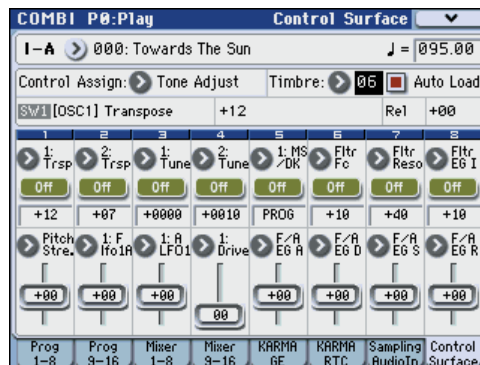 COMBI P0:Play Control Surface
I-A 000: Towards The Sun ♩= 095.00
Control Assign: Tone Adjust Timbre: 06 Auto Load
SW1 [OSC1] Transpose +12 Rel +00
1 2 3 4 5 6 7 8
1: Trsp 2: Trsp 1: Tune 2: Tune 1: MS /DK Fltr Fc Fltr Reso Fltr EG I
Off Off Off Off Off Off Off Off
+12 +07 +0000 +0010 PROG +10 +40 +10
Pitch Stre. 1: F lfo1A 1: A LFO1 1: Drive F/A EG A F/A EG D F/A EG S F/A EG R
+00 +00 +00 00 +00 +00 +00 +00
Prog 1-8 Prog 9-16 Mixer 1-8 Mixer 9-16 KARMA GE KARMA RTC Sampling AudioIn Control Surface